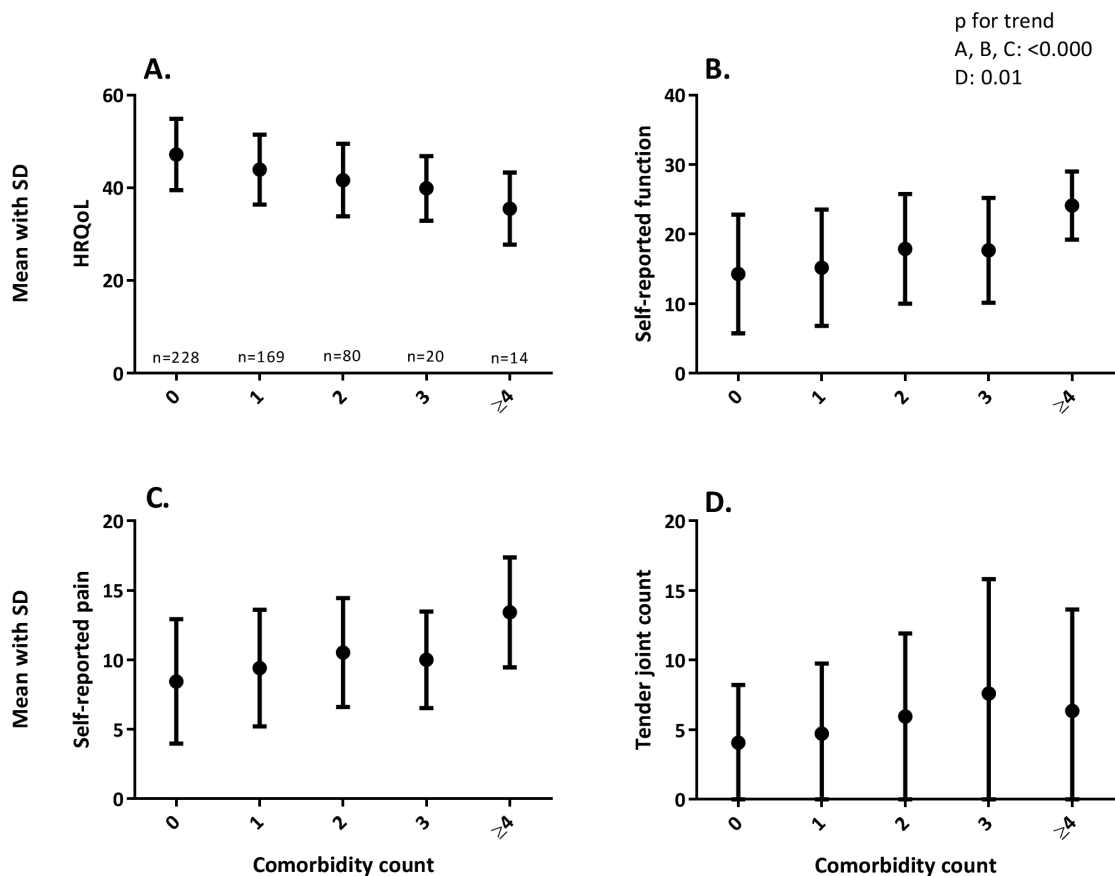 p for trend
A, B, C: <0.000
D: 0.01
A.
Mean with SD
HRQoL
60
40
20
0
n=228 n=169 n=80 n=20 n=14
0 1 2 3 ≥4
B.
Self-reported function
40
30
20
10
0
0 1 2 3 ≥4
C.
Mean with SD
Self-reported pain
20
15
10
5
0
0 1 2 3 ≥4
Comorbidity count
D.
Tender joint count
20
15
10
5
0
0 1 2 3 ≥4
Comorbidity count